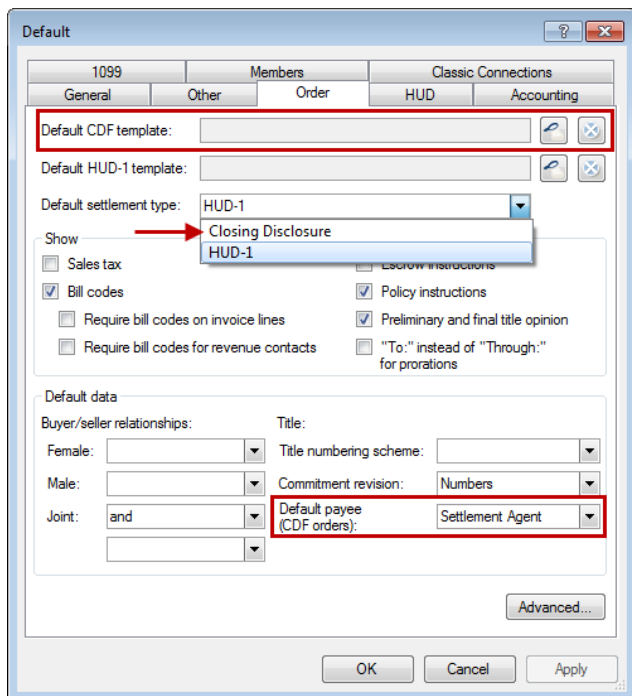 Default
1099 Members Classic Connections
General Other Order HUD Accounting
Default CDF template:
Default HUD-1 template:
Default settlement type: HUD-1
Closing Disclosure
HUD-1
Show
Sales tax Escrow instructions
Bill codes Policy instructions
Require bill codes on invoice lines Preliminary and final title opinion
Require bill codes for revenue contacts "To:" instead of "Through:"
for prorations
Default data
Buyer/seller relationships: Title:
Female: Title numbering scheme:
Male: Commitment revision: Numbers
Joint: and Default payee
(CDF orders): Settlement Agent
Advanced...
OK Cancel Apply